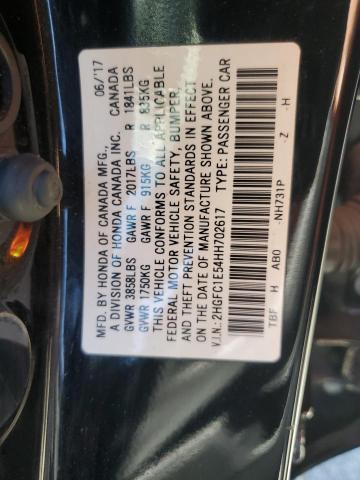 MFD. BY HONDA OF CANADA MFG., 06/'17
A DIVISION OF HONDA CANADA INC. CANADA
GVWR 3858LBS GAWR F 2017LBS R 1841LBS
GVWR 1750KG GAWR F 915KG R 835KG
THIS VEHICLE CONFORMS TO ALL APPLICABLE
FEDERAL MOTOR VEHICLE SAFETY, BUMPER,
AND THEFT PREVENTION STANDARDS IN EFFECT
ON THE DATE OF MANUFACTURE SHOWN ABOVE.
V.I.N.: 2HGFC1E54HH702617 TYPE: PASSENGER CAR
TBF H AB0 -NH731P -Z -H